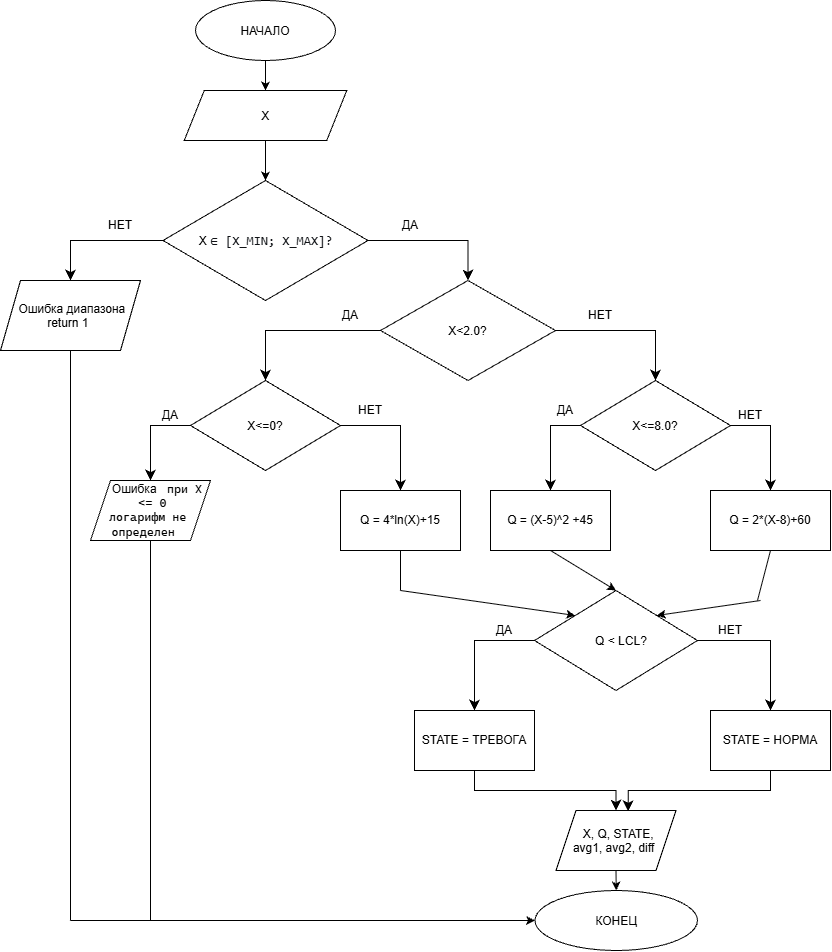 НАЧАЛО
X
X ∈ [X_MIN; X_MAX]?
НЕТ
ДА
Ошибка диапазона
return 1
X<2.0?
ДА
НЕТ
X<=0?
ДА
НЕТ
X<=8.0?
ДА
НЕТ
Ошибка при X
<= 0
логарифм не
определен
Q = 4*ln(X)+15
Q = (X-5)^2 +45
Q = 2*(X-8)+60
Q < LCL?
ДА
НЕТ
STATE = ТРЕВОГА
STATE = НОРМА
X, Q, STATE,
avg1, avg2, diff
КОНЕЦ